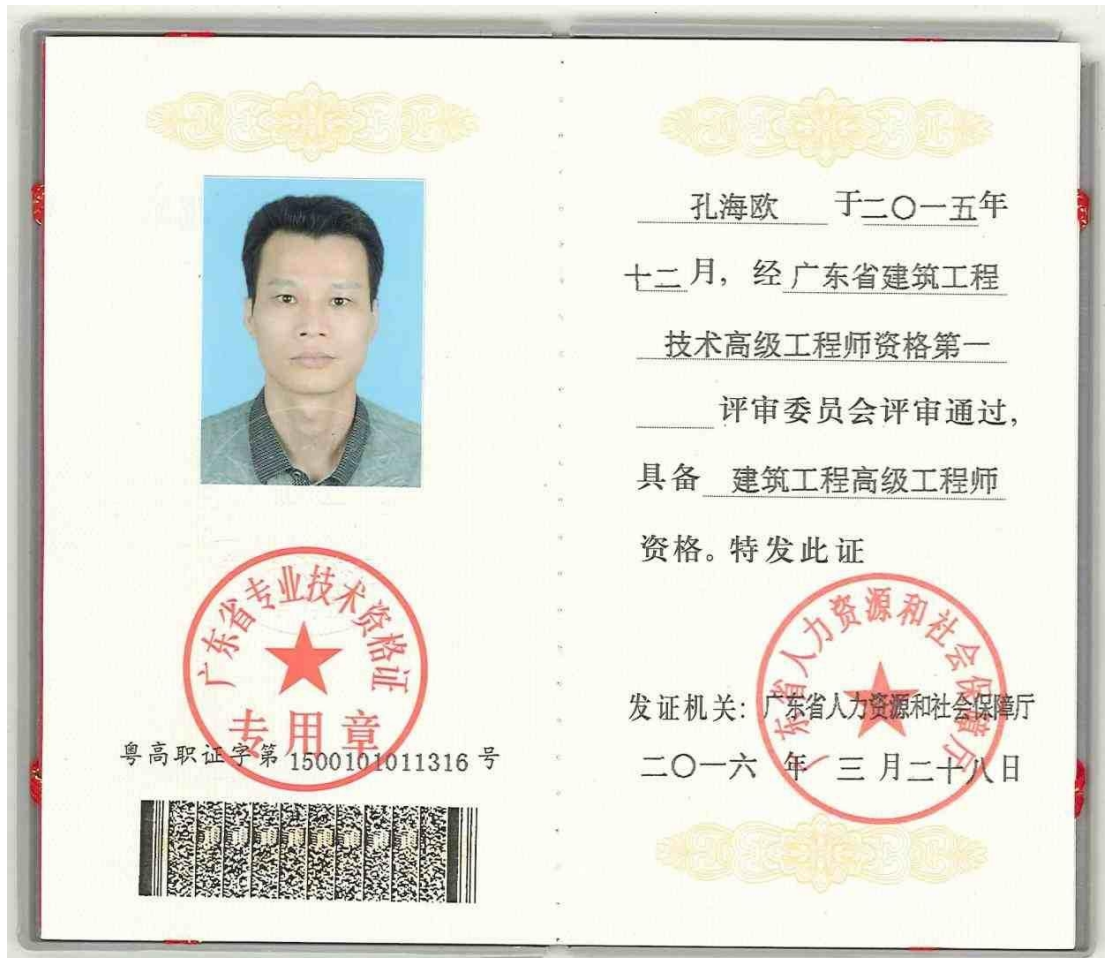 广东省专业技术资格证
专用章
粤高职证字第 1500101011316 号
孔海欧 于二〇一五年
十二月，经广东省建筑工程
技术高级工程师资格第一
评审委员会评审通过，
具备 建筑工程高级工程师
资格。特发此证
广东省人力资源和社会保障厅
发证机关：广东省人力资源和社会保障厅
二〇一六 年 三 月二十八日